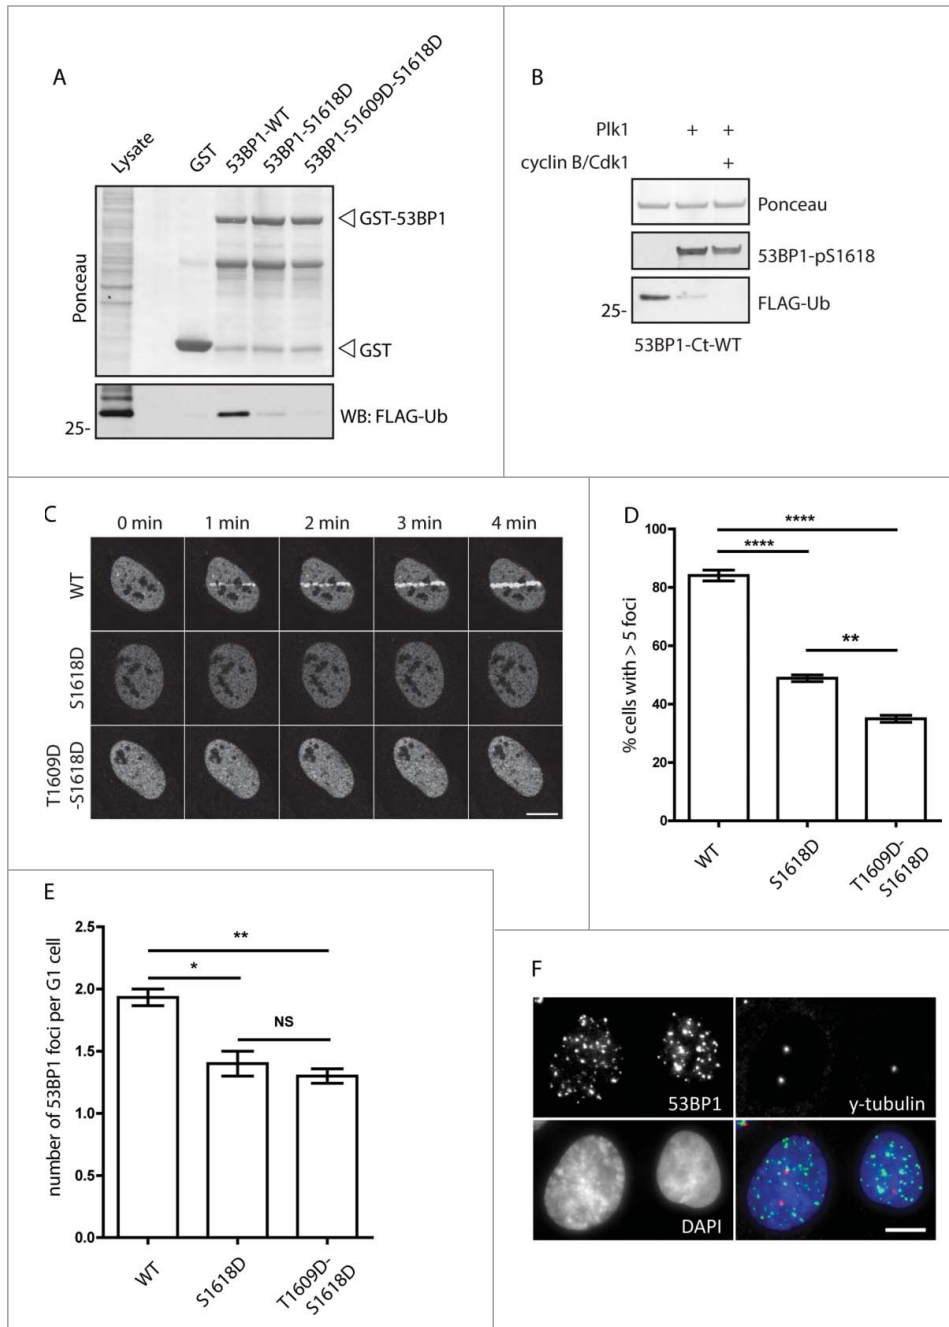 A
Lysate
GST
53BP1-WT
53BP1-S1618D
53BP1-S1609D-S1618D
Ponceau
GST-53BP1
GST
25-
WB: FLAG-Ub
B
Plk1 + +
cyclin B/Cdk1 +
Ponceau
53BP1-pS1618
25-
FLAG-Ub
53BP1-Ct-WT
C
0 min 1 min 2 min 3 min 4 min
WT
S1618D
T1609D
-S1618D
D
% cells with > 5 foci
100
80
60
40
20
0
****
****
**
WT
S1618D
T1609D-
S1618D
E
number of 53BP1 foci per G1 cell
2.5
2.0
1.5
1.0
0.5
0.0
**
*
NS
WT
S1618D
T1609D-
S1618D
F
53BP1
γ-tubulin
DAPI